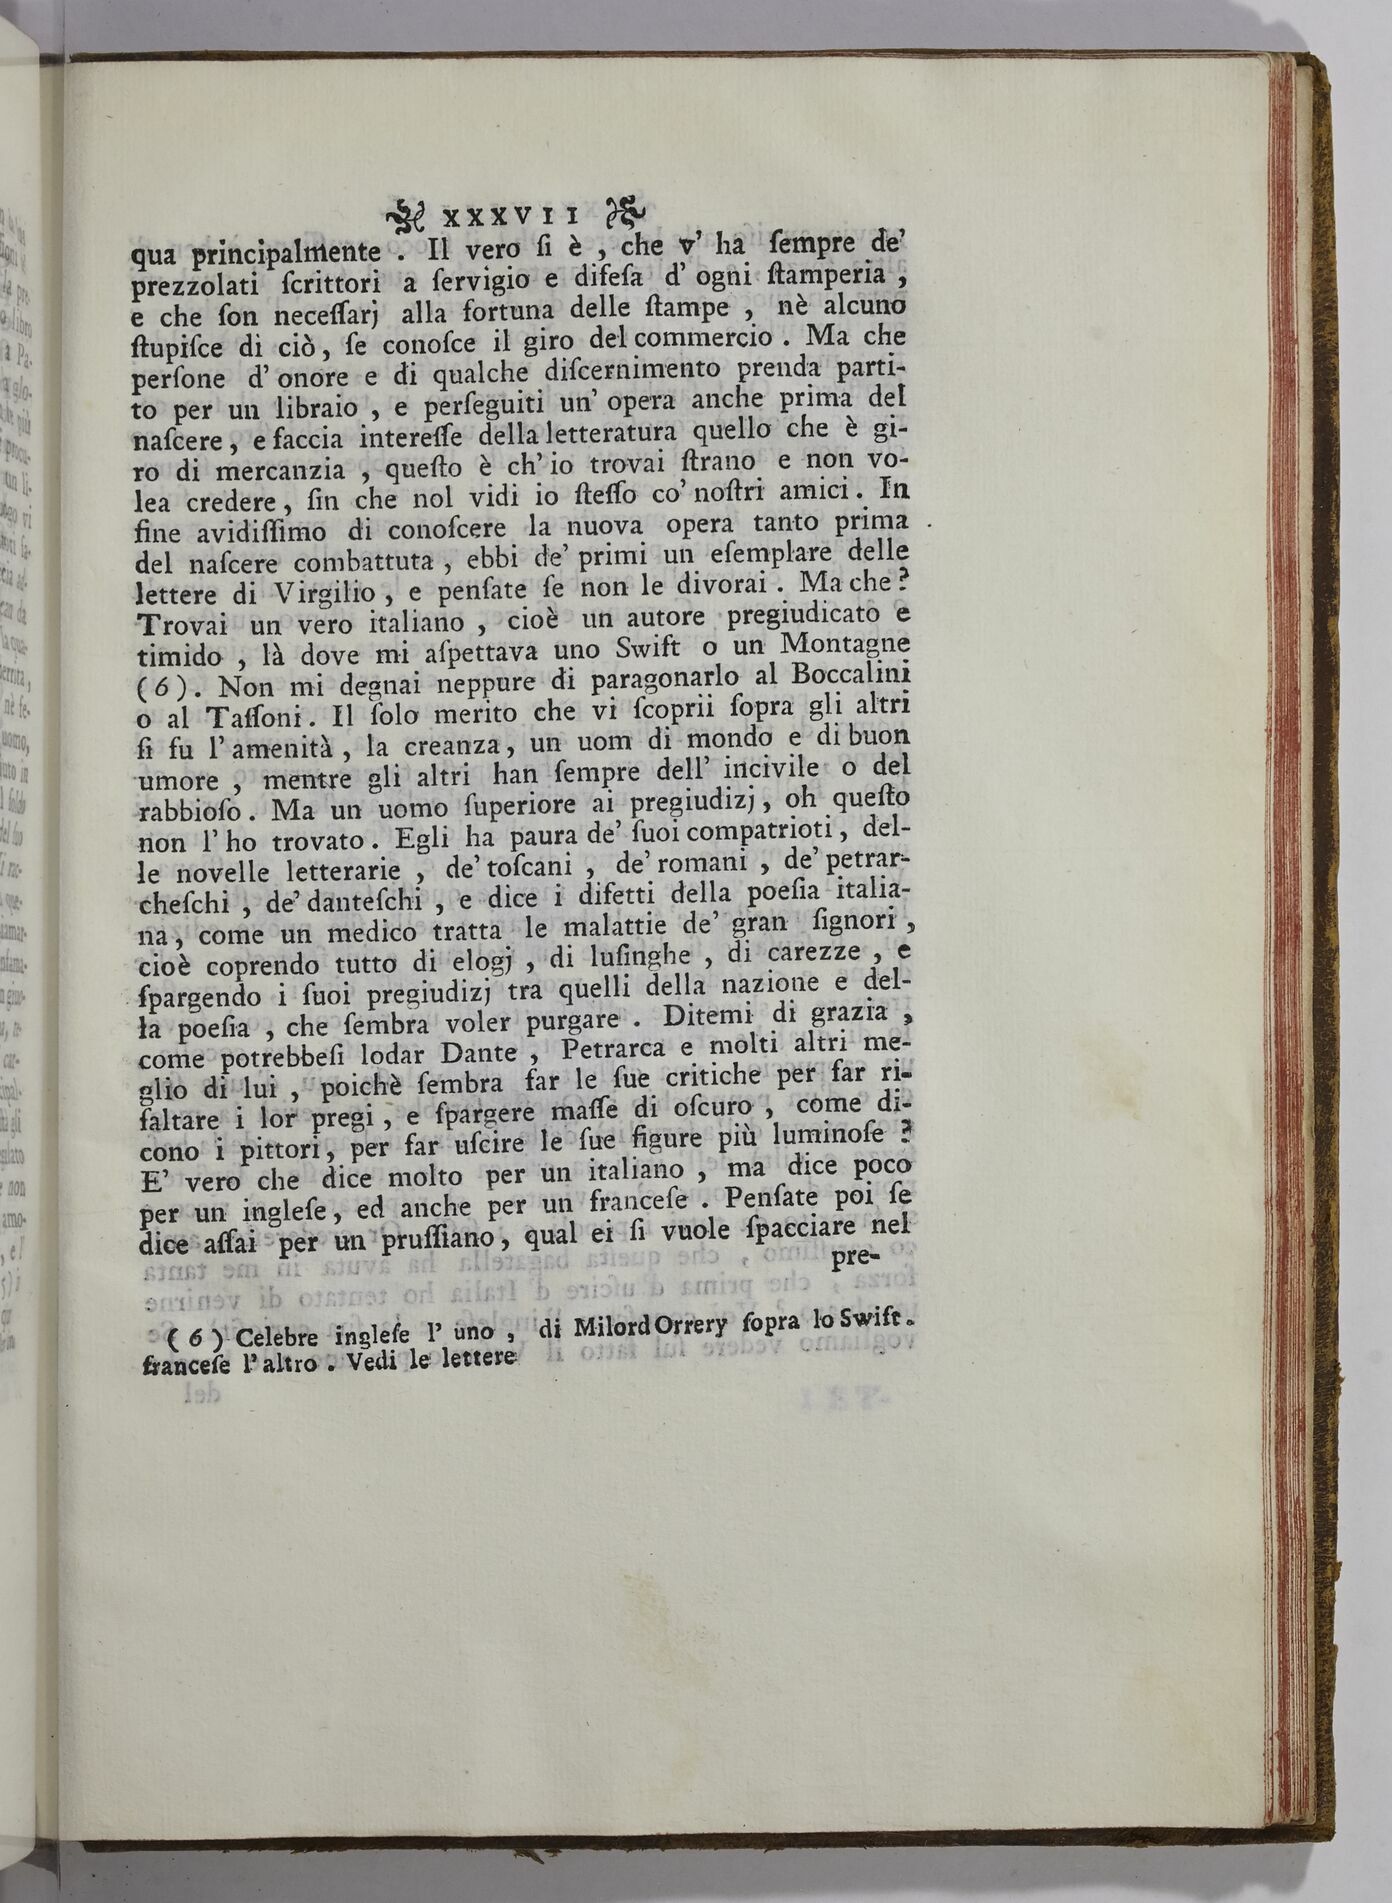 XXXVII
qua principalmente . Il vero ſi è , che v' ha ſempre de'
prezzolati ſcrittori a ſervigio e difeſa d' ogni ſtamperia ,
e che ſon neceſſarj alla fortuna delle ſtampe , nè alcuno
ſtupiſce di ciò, ſe conoſce il giro del commercio . Ma che
perſone d' onore e di qualche diſcernimento prenda parti-
to per un libraio , e perſeguiti un' opera anche prima del
naſcere, e faccia intereſſe della letteratura quello che è gi-
ro di mercanzia , queſto è ch' io trovai ſtrano e non vo-
lea credere, ſin che nol vidi io ſteſſo co' noſtri amici. In
fine avidiſſimo di conoſcere la nuova opera tanto prima
del naſcere combattuta , ebbi de' primi un eſemplare delle
lettere di Virgilio, e penſate ſe non le divorai . Ma che?
Trovai un vero italiano , cioè un autore pregiudicato e
timido , là dove mi aſpettava uno Swift o un Montagne
(6). Non mi degnai neppure di paragonarlo al Boccalini
o al Taſſoni. Il ſolo merito che vi ſcoprii ſopra gli altri
ſi fu l'amenità, la creanza, un uom di mondo e di buon
umore , mentre gli altri han ſempre dell' incivile o del
rabbioſo. Ma un uomo ſuperiore ai pregiudizj, oh queſto
non l'ho trovato. Egli ha paura de' ſuoi compatrioti, del-
le novelle letterarie , de' toſcani , de' romani , de' petrar-
cheſchi , de' danteſchi , e dice i difetti della poeſia italia-
na, come un medico tratta le malattie de' gran ſignori ,
cioè coprendo tutto di elogj , di luſinghe , di carezze , e
ſpargendo i ſuoi pregiudizj tra quelli della nazione e del-
la poeſia , che ſembra voler purgare . Ditemi di grazia ,
come potrebbeſi lodar Dante , Petrarca e molti altri me-
glio di lui , poichè ſembra far le ſue critiche per far ri-
ſaltare i lor pregi, e ſpargere maſſe di oſcuro , come di-
cono i pittori, per far uſcire le ſue figure più luminoſe ?
E' vero che dice molto per un italiano , ma dice poco
per un ingleſe, ed anche per un franceſe . Penſate poi ſe
dice aſſai per un pruſſiano, qual ei ſi vuole ſpacciare nel
pre-
(6) Celebre ingleſe l' uno , di Milord Orrery ſopra lo Swift.
franceſe l'altro . Vedi le lettere